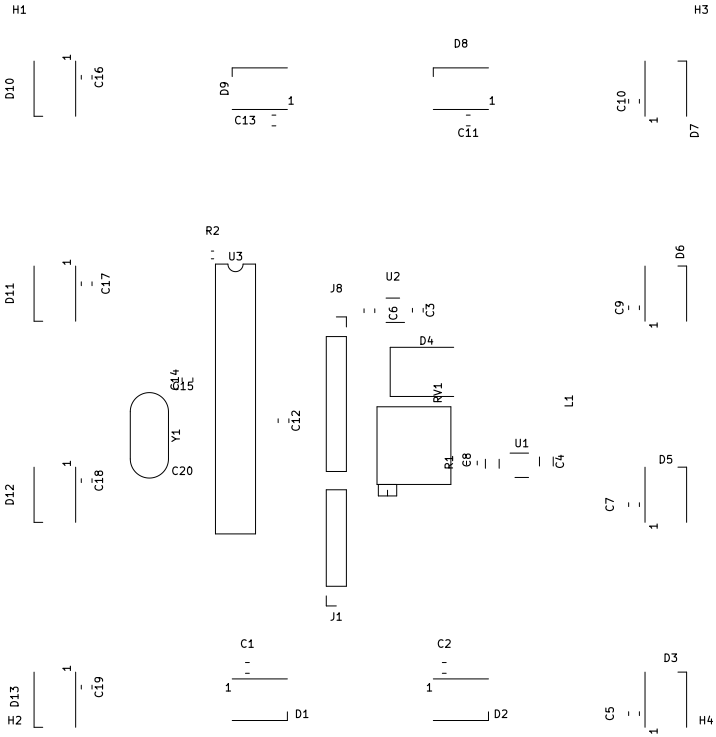 H1
H3
D8
D10
1
C16
D9
1
C13
1
C11
C10
1
D7
R2
U3
D11
1
C17
J8
U2
C6
C3
D6
C9
1
D4
C14
C15
RV1
L1
Y1
C12
U1
C20
R1
C8
C4
D5
D12
1
C18
C7
1
J1
C1
C2
D3
D13
1
C19
H2
1
D1
1
D2
C5
1
H4